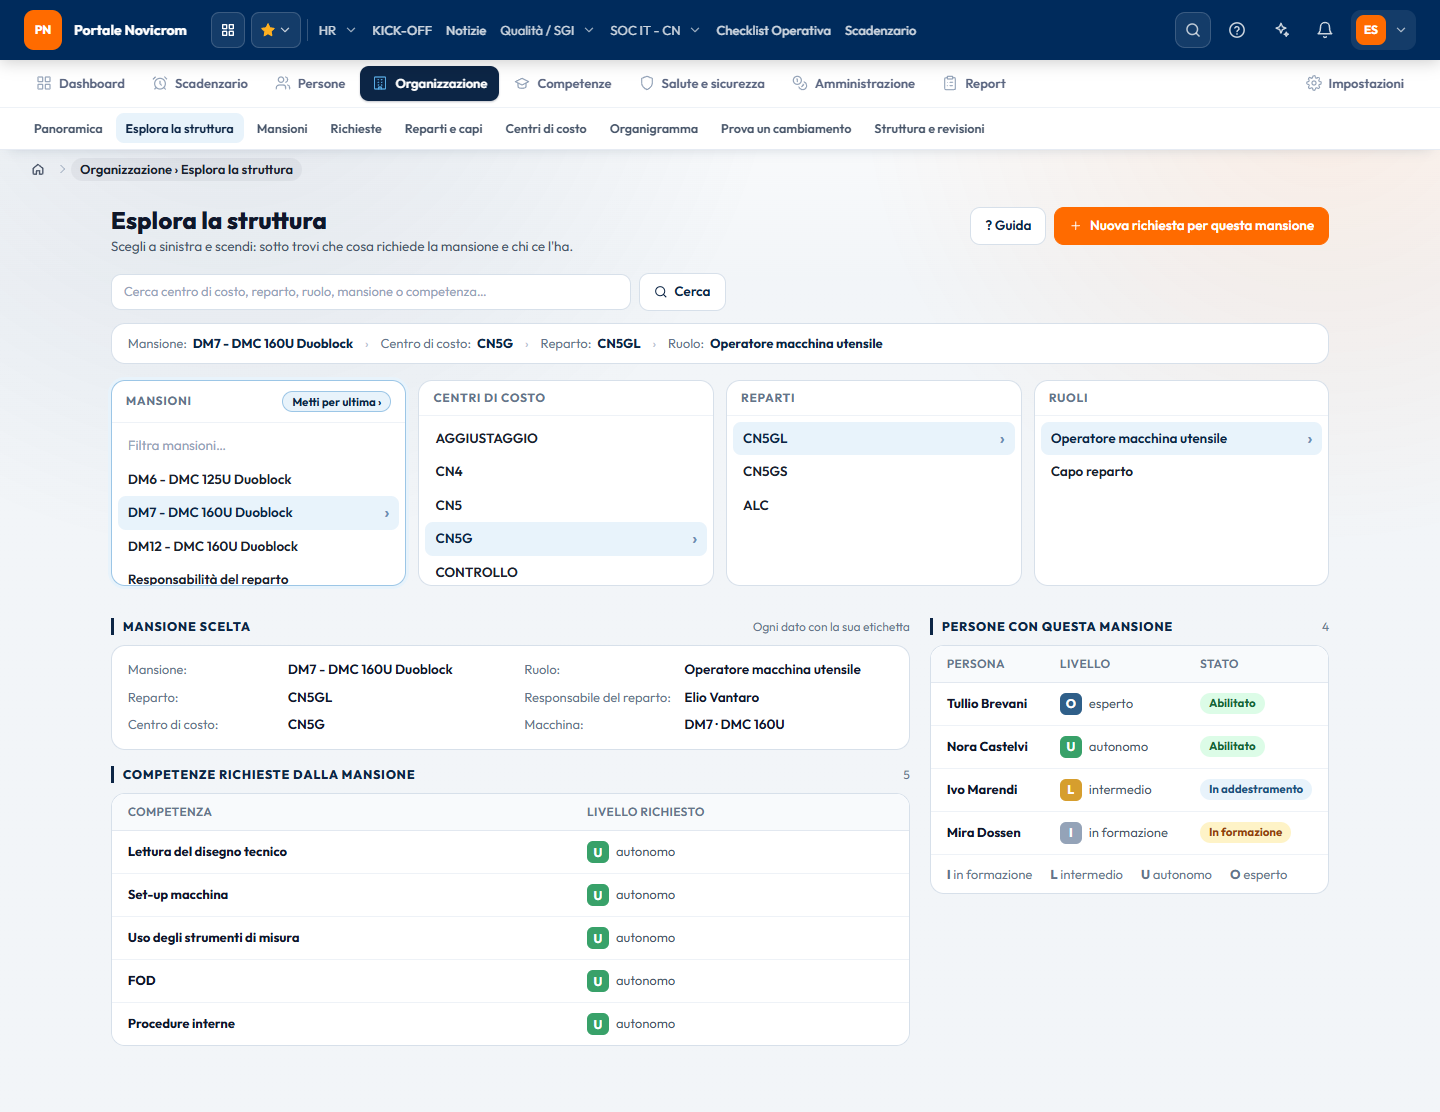 PN Portale Novicrom HR KICK-OFF Notizie Qualità / SGI SOC IT - CN Checklist Operativa Scadenzario ES
Dashboard Scadenzario Persone Organizzazione Competenze Salute e sicurezza Amministrazione Report Impostazioni
Panoramica Esplora la struttura Mansioni Richieste Reparti e capi Centri di costo Organigramma Prova un cambiamento Struttura e revisioni
Organizzazione › Esplora la struttura
Esplora la struttura
Scegli a sinistra e scendi: sotto trovi che cosa richiede la mansione e chi ce l'ha.
? Guida
+ Nuova richiesta per questa mansione
Cerca centro di costo, reparto, ruolo, mansione o competenza...
Cerca
Mansione: DM7 - DMC 160U Duoblock › Centro di costo: CN5G › Reparto: CN5GL › Ruolo: Operatore macchina utensile
MANSIONI
Metti per ultima ›
Filtra mansioni...
DM6 - DMC 125U Duoblock
DM7 - DMC 160U Duoblock ›
DM12 - DMC 160U Duoblock
Responsabilità del reparto
CENTRI DI COSTO
AGGIUSTAGGIO
CN4
CN5
CN5G ›
CONTROLLO
REPARTI
CN5GL ›
CN5GS
ALC
RUOLI
Operatore macchina utensile ›
Capo reparto
MANSIONE SCELTA
Ogni dato con la sua etichetta
Mansione: DM7 - DMC 160U Duoblock Ruolo: Operatore macchina utensile
Reparto: CN5GL Responsabile del reparto: Elio Vantaro
Centro di costo: CN5G Macchina: DM7 · DMC 160U
COMPETENZE RICHIESTE DALLA MANSIONE 5
COMPETENZA LIVELLO RICHIESTO
Lettura del disegno tecnico U autonomo
Set-up macchina U autonomo
Uso degli strumenti di misura U autonomo
FOD U autonomo
Procedure interne U autonomo
PERSONE CON QUESTA MANSIONE 4
PERSONA LIVELLO STATO
Tullio Brevani O esperto Abilitato
Nora Castelvi U autonomo Abilitato
Ivo Marendi L intermedio In addestramento
Mira Dossen I in formazione In formazione
I in formazione L intermedio U autonomo O esperto